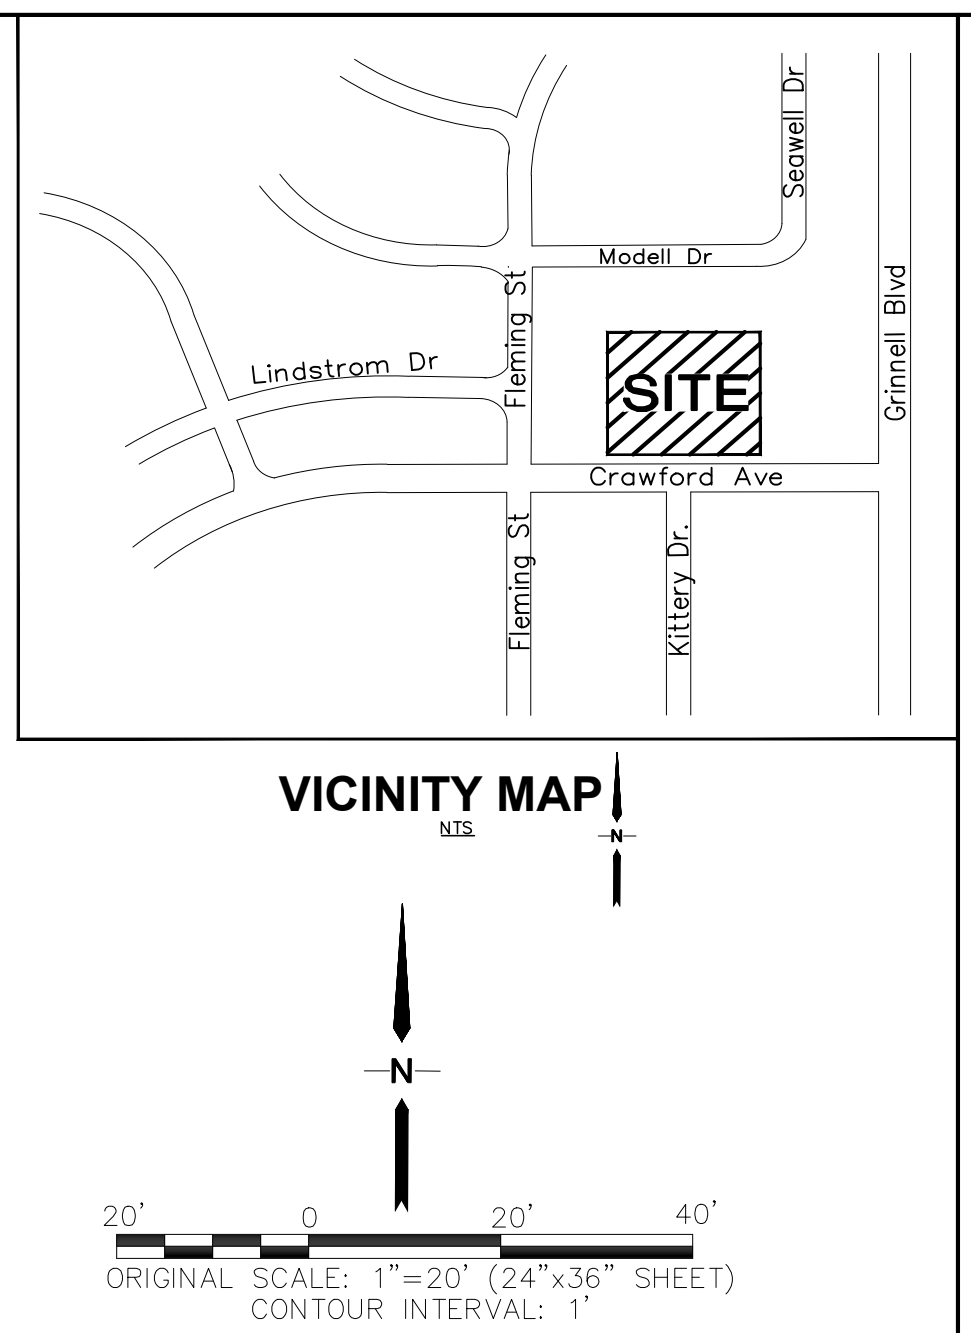 Seawell Dr
Modell Dr
Grinnell Blvd
Fleming St
Lindstrom Dr
SITE
Crawford Ave
Fleming St
Kittery Dr.
VICINITY MAP
NTS
N
N
20' 0 20' 40'
ORIGINAL SCALE: 1"=20' (24"x36" SHEET)
CONTOUR INTERVAL: 1'